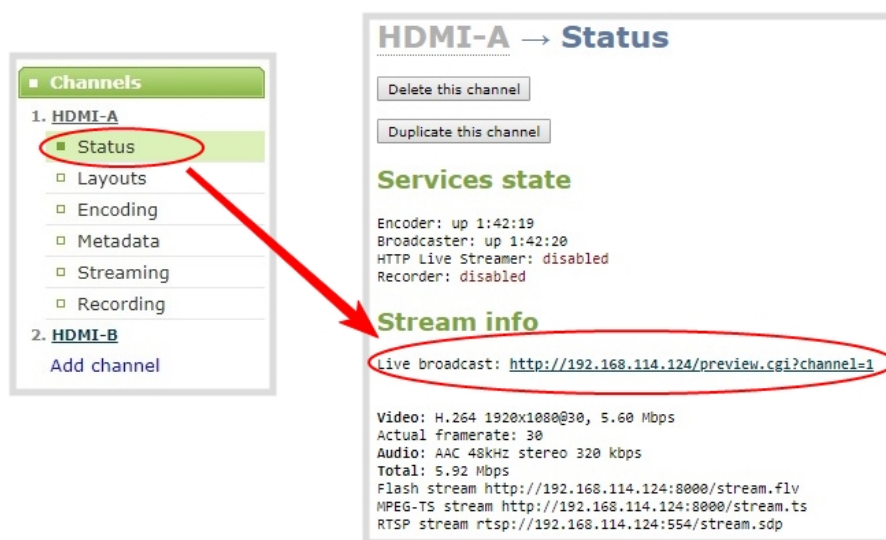 Channels
1. HDMI-A
Status
Layouts
Encoding
Metadata
Streaming
Recording
2. HDMI-B
Add channel
HDMI-A → Status
Delete this channel
Duplicate this channel
Services state
Encoder: up 1:42:19
Broadcaster: up 1:42:20
HTTP Live Streamer: disabled
Recorder: disabled
Stream info
Live broadcast: http://192.168.114.124/preview.cgi?channel=1
Video: H.264 1920x1080@30, 5.60 Mbps
Actual framerate: 30
Audio: AAC 48kHz stereo 320 kbps
Total: 5.92 Mbps
Flash stream http://192.168.114.124:8000/stream.flv
MPEG-TS stream http://192.168.114.124:8000/stream.ts
RTSP stream rtsp://192.168.114.124:554/stream.sdp